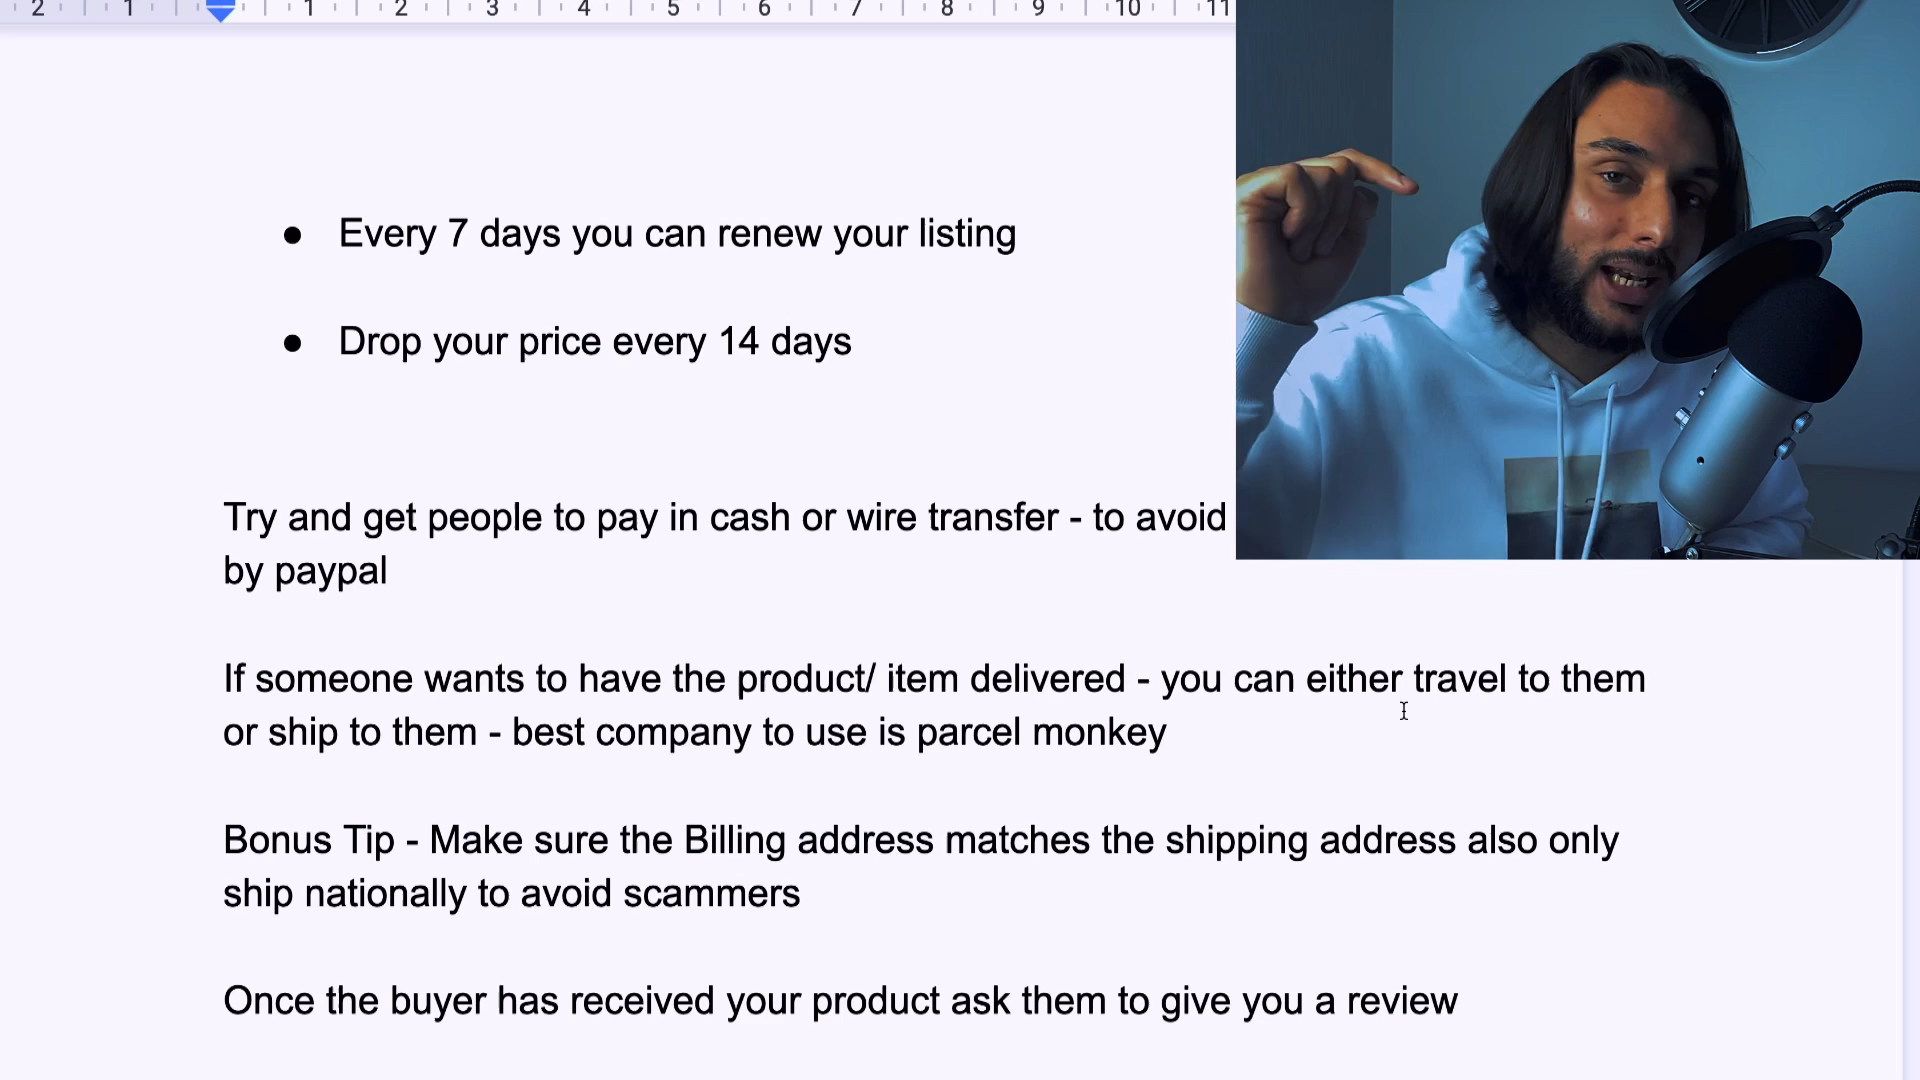 2 1 1 2 3 4 5 6 7 8 9 10 11
● Every 7 days you can renew your listing
● Drop your price every 14 days
Try and get people to pay in cash or wire transfer - to avoid
by paypal
If someone wants to have the product/ item delivered - you can either travel to them
or ship to them - best company to use is parcel monkey
Bonus Tip - Make sure the Billing address matches the shipping address also only
ship nationally to avoid scammers
Once the buyer has received your product ask them to give you a review